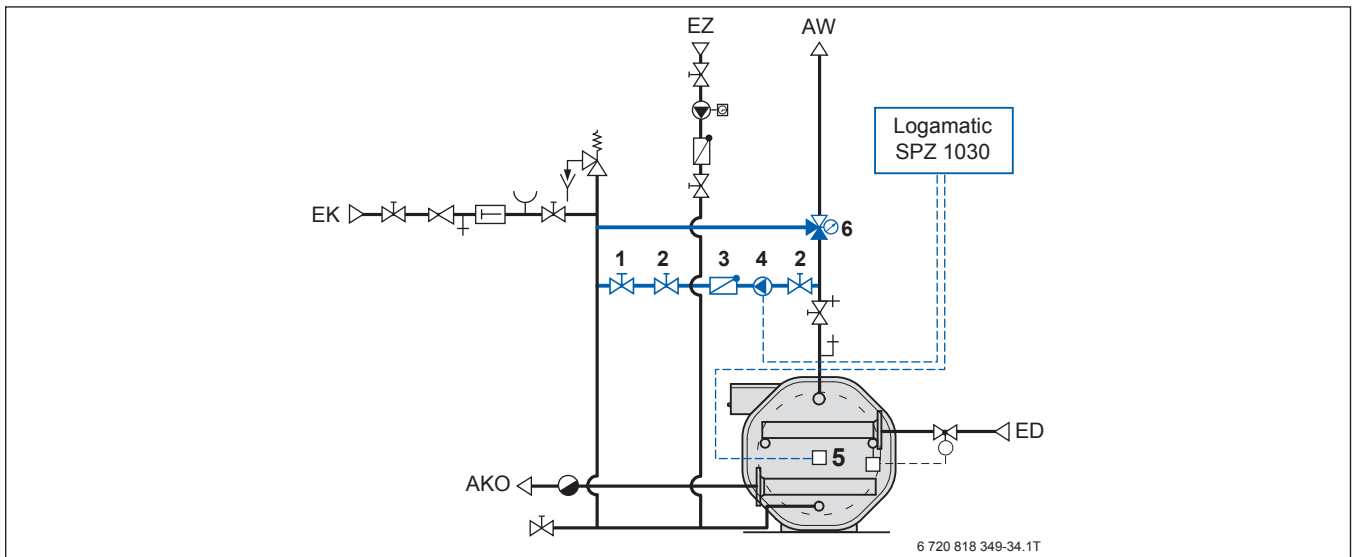 EZ AW
Logamatic
SPZ 1030
EK
6
1 2 3 4 2
ED
5
AKO
6 720 818 349-34.1T